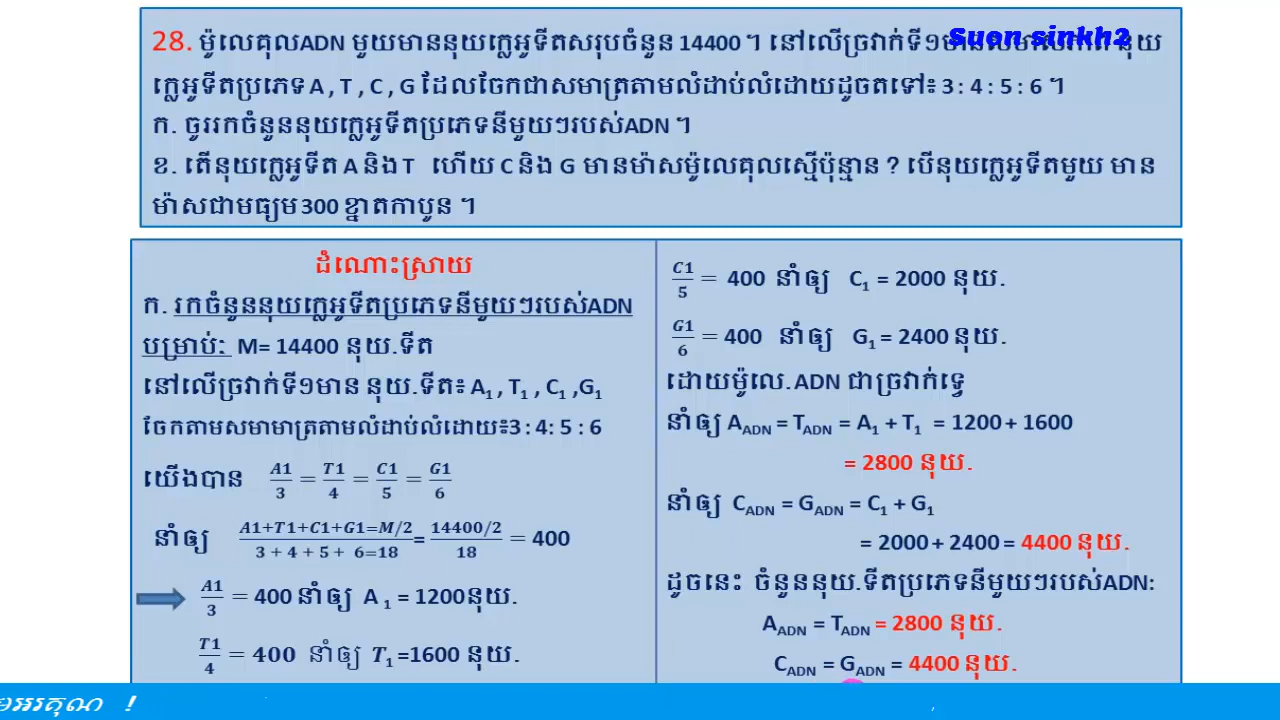 Suon sinkh2
28. ម៉ូលេគុលADN មួយមាននុយក្លេអូទីតសរុបចំនួន 14400 ។ នៅលើច្រវាក់ទី១មាន នុយ
ក្លេអូទីតប្រភេទ A , T , C , G ដែលចែកជាសមាត្រតាមលំដាប់លំដោយដូចតទៅ៖ 3 : 4 : 5 : 6 ។
ក. ចូររកចំនួននុយក្លេអូទីតប្រភេទនីមួយៗរបស់ADN ។
ខ. តើនុយក្លេអូទីត A និង T ហើយ C និង G មានម៉ាសម៉ូលេគុលស្មើប៉ុន្មាន ? បើនុយក្លេអូទីតមួយ មាន
ម៉ាសជាមធ្យម 300 ខ្នាតកាបូន ។
ដំណោះស្រាយ
ក. រកចំនួននុយក្លេអូទីតប្រភេទនីមួយៗរបស់ADN
បម្រាប់ៈ M= 14400 នុយ.ទីត
នៅលើច្រវាក់ទី១មាន នុយ.ទីត៖ A₁ , T₁ , C₁ ,G₁
ចែកតាមសមាមាត្រតាមលំដាប់លំដោយ៖3 : 4: 5 : 6
យើងបាន A1/3 = T1/4 = C1/5 = G1/6
នាំឲ្យ A1+T1+C1+G1=M/2 / 3 + 4 + 5 + 6=18 = 14400/2 / 18 = 400
A1/3 = 400 នាំឲ្យ A ₁ = 1200នុយ.
T1/4 = 400 នាំឲ្យ T₁ =1600 នុយ.
C1/5 = 400 នាំឲ្យ C₁ = 2000 នុយ.
G1/6 = 400 នាំឲ្យ G₁ = 2400 នុយ.
ដោយម៉ូលេ.ADN ជាច្រវាក់ទ្វេ
នាំឲ្យ A_ADN = T_ADN = A₁ + T₁ = 1200 + 1600
= 2800 នុយ.
នាំឲ្យ C_ADN = G_ADN = C₁ + G₁
= 2000 + 2400 = 4400 នុយ.
ដូចនេះ ចំនួននុយ.ទីតប្រភេទនីមួយៗរបស់ADN:
A_ADN = T_ADN = 2800 នុយ.
C_ADN = G_ADN = 4400 នុយ.
អរគុណ !